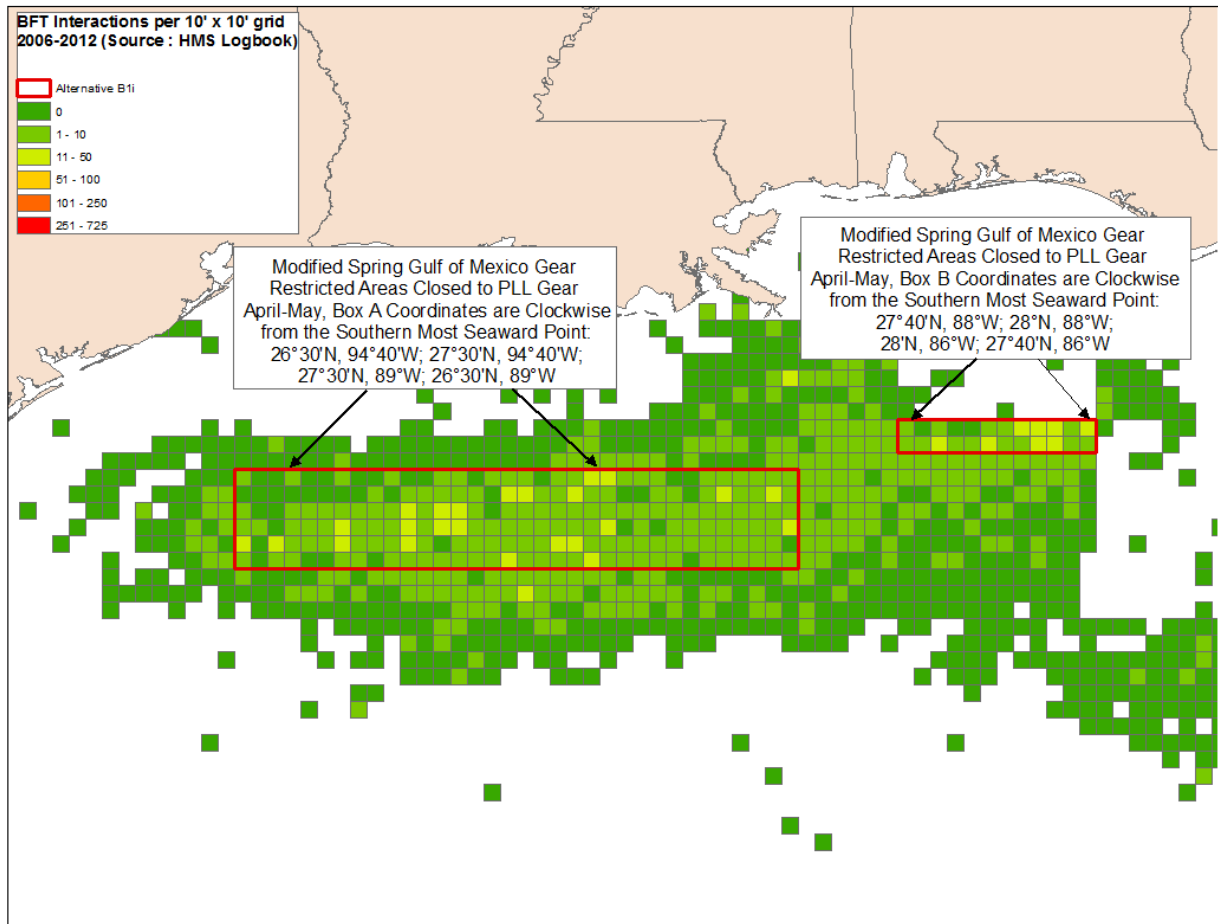 BFT Interactions per 10' x 10' grid
2006-2012 (Source : HMS Logbook)
Alternative B1i
0
1 - 10
11 - 50
51 - 100
101 - 250
251 - 725
Modified Spring Gulf of Mexico Gear
Restricted Areas Closed to PLL Gear
April-May, Box A Coordinates are Clockwise
from the Southern Most Seaward Point:
26°30'N, 94°40'W; 27°30'N, 94°40'W;
27°30'N, 89°W; 26°30'N, 89°W
Modified Spring Gulf of Mexico Gear
Restricted Areas Closed to PLL Gear
April-May, Box B Coordinates are Clockwise
from the Southern Most Seaward Point:
27°40'N, 88°W; 28°N, 88°W;
28'N, 86°W; 27°40'N, 86°W